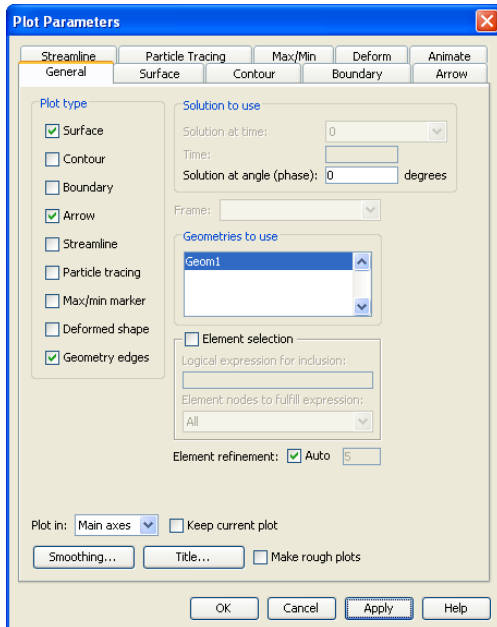 Plot Parameters
Streamline Particle Tracing Max/Min Deform Animate
General Surface Contour Boundary Arrow
Plot type
Surface
Contour
Boundary
Arrow
Streamline
Particle tracing
Max/min marker
Deformed shape
Geometry edges
Solution to use
Solution at time: 0
Time:
Solution at angle (phase): 0 degrees
Frame:
Geometries to use
Geom1
Element selection
Logical expression for inclusion:
Element nodes to fulfill expression:
All
Element refinement: Auto 5
Plot in: Main axes Keep current plot
Smoothing... Title... Make rough plots
OK Cancel Apply Help